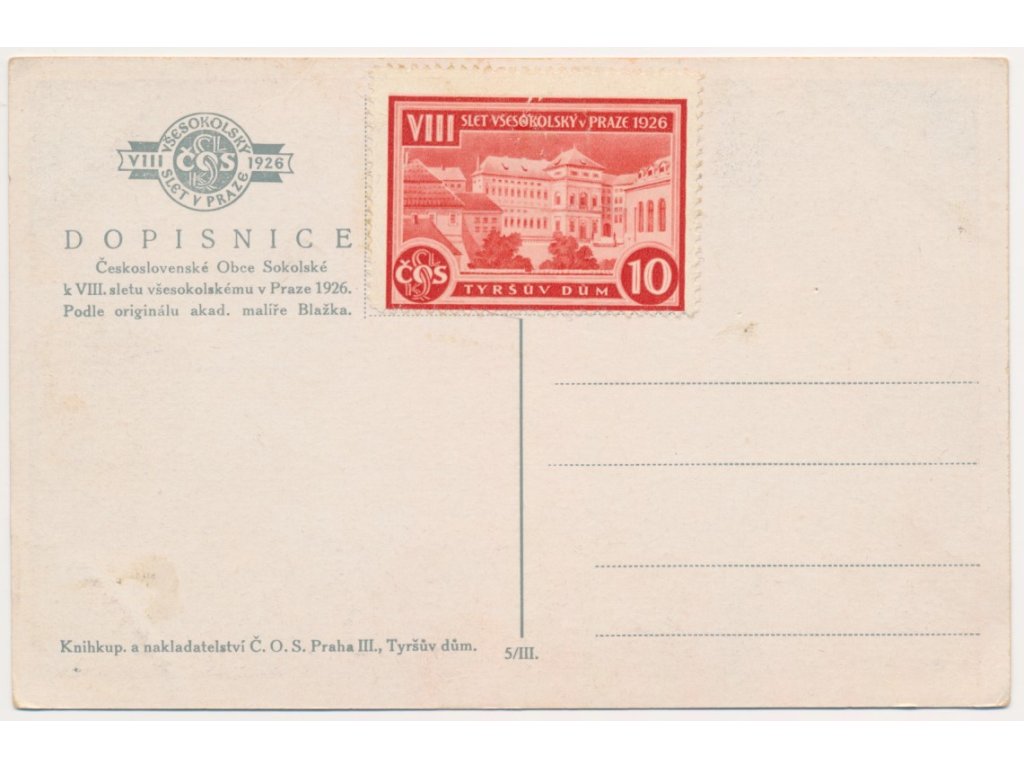 VŠESOKOLSKÝ
VIII ČOS 1926
SLET V PRAZE
DOPISNICE
Československé Obce Sokolské
k VIII. sletu všesokolskému v Praze 1926.
Podle originálu akad. malíře Blažka.
VIII SLET VŠESOKOLSKÝ V PRAZE 1926
ČOS TYRŠŮV DŮM 10
Knihkup. a nakladatelství Č. O. S. Praha III., Tyršův dům.
5/III.